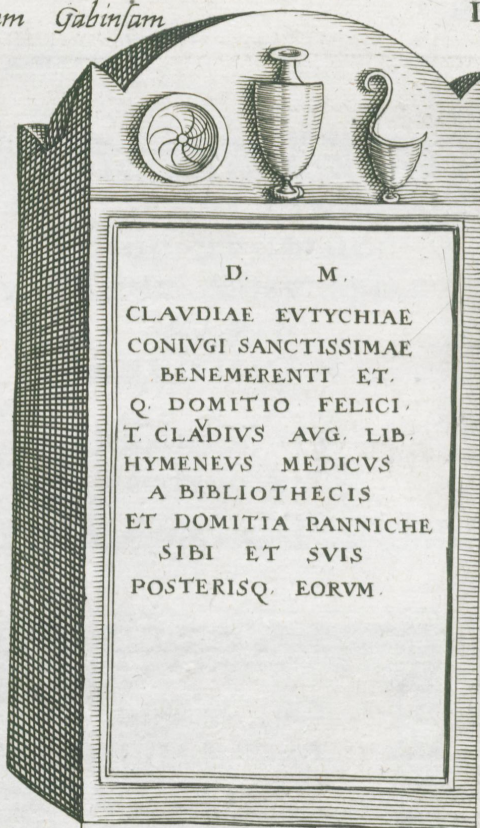 Gabinsam
D. M.
CLAVDIAE EVTYCHIAE
CONIVGI SANCTISSIMAE
BENEMERENTI ET.
Q. DOMITIO FELICI.
T. CLAVDIVS AVG. LIB.
HYMENEVS MEDICVS
A BIBLIOTHECIS
ET DOMITIA PANNICHE
SIBI ET SVIS
POSTERISQ. EORVM.